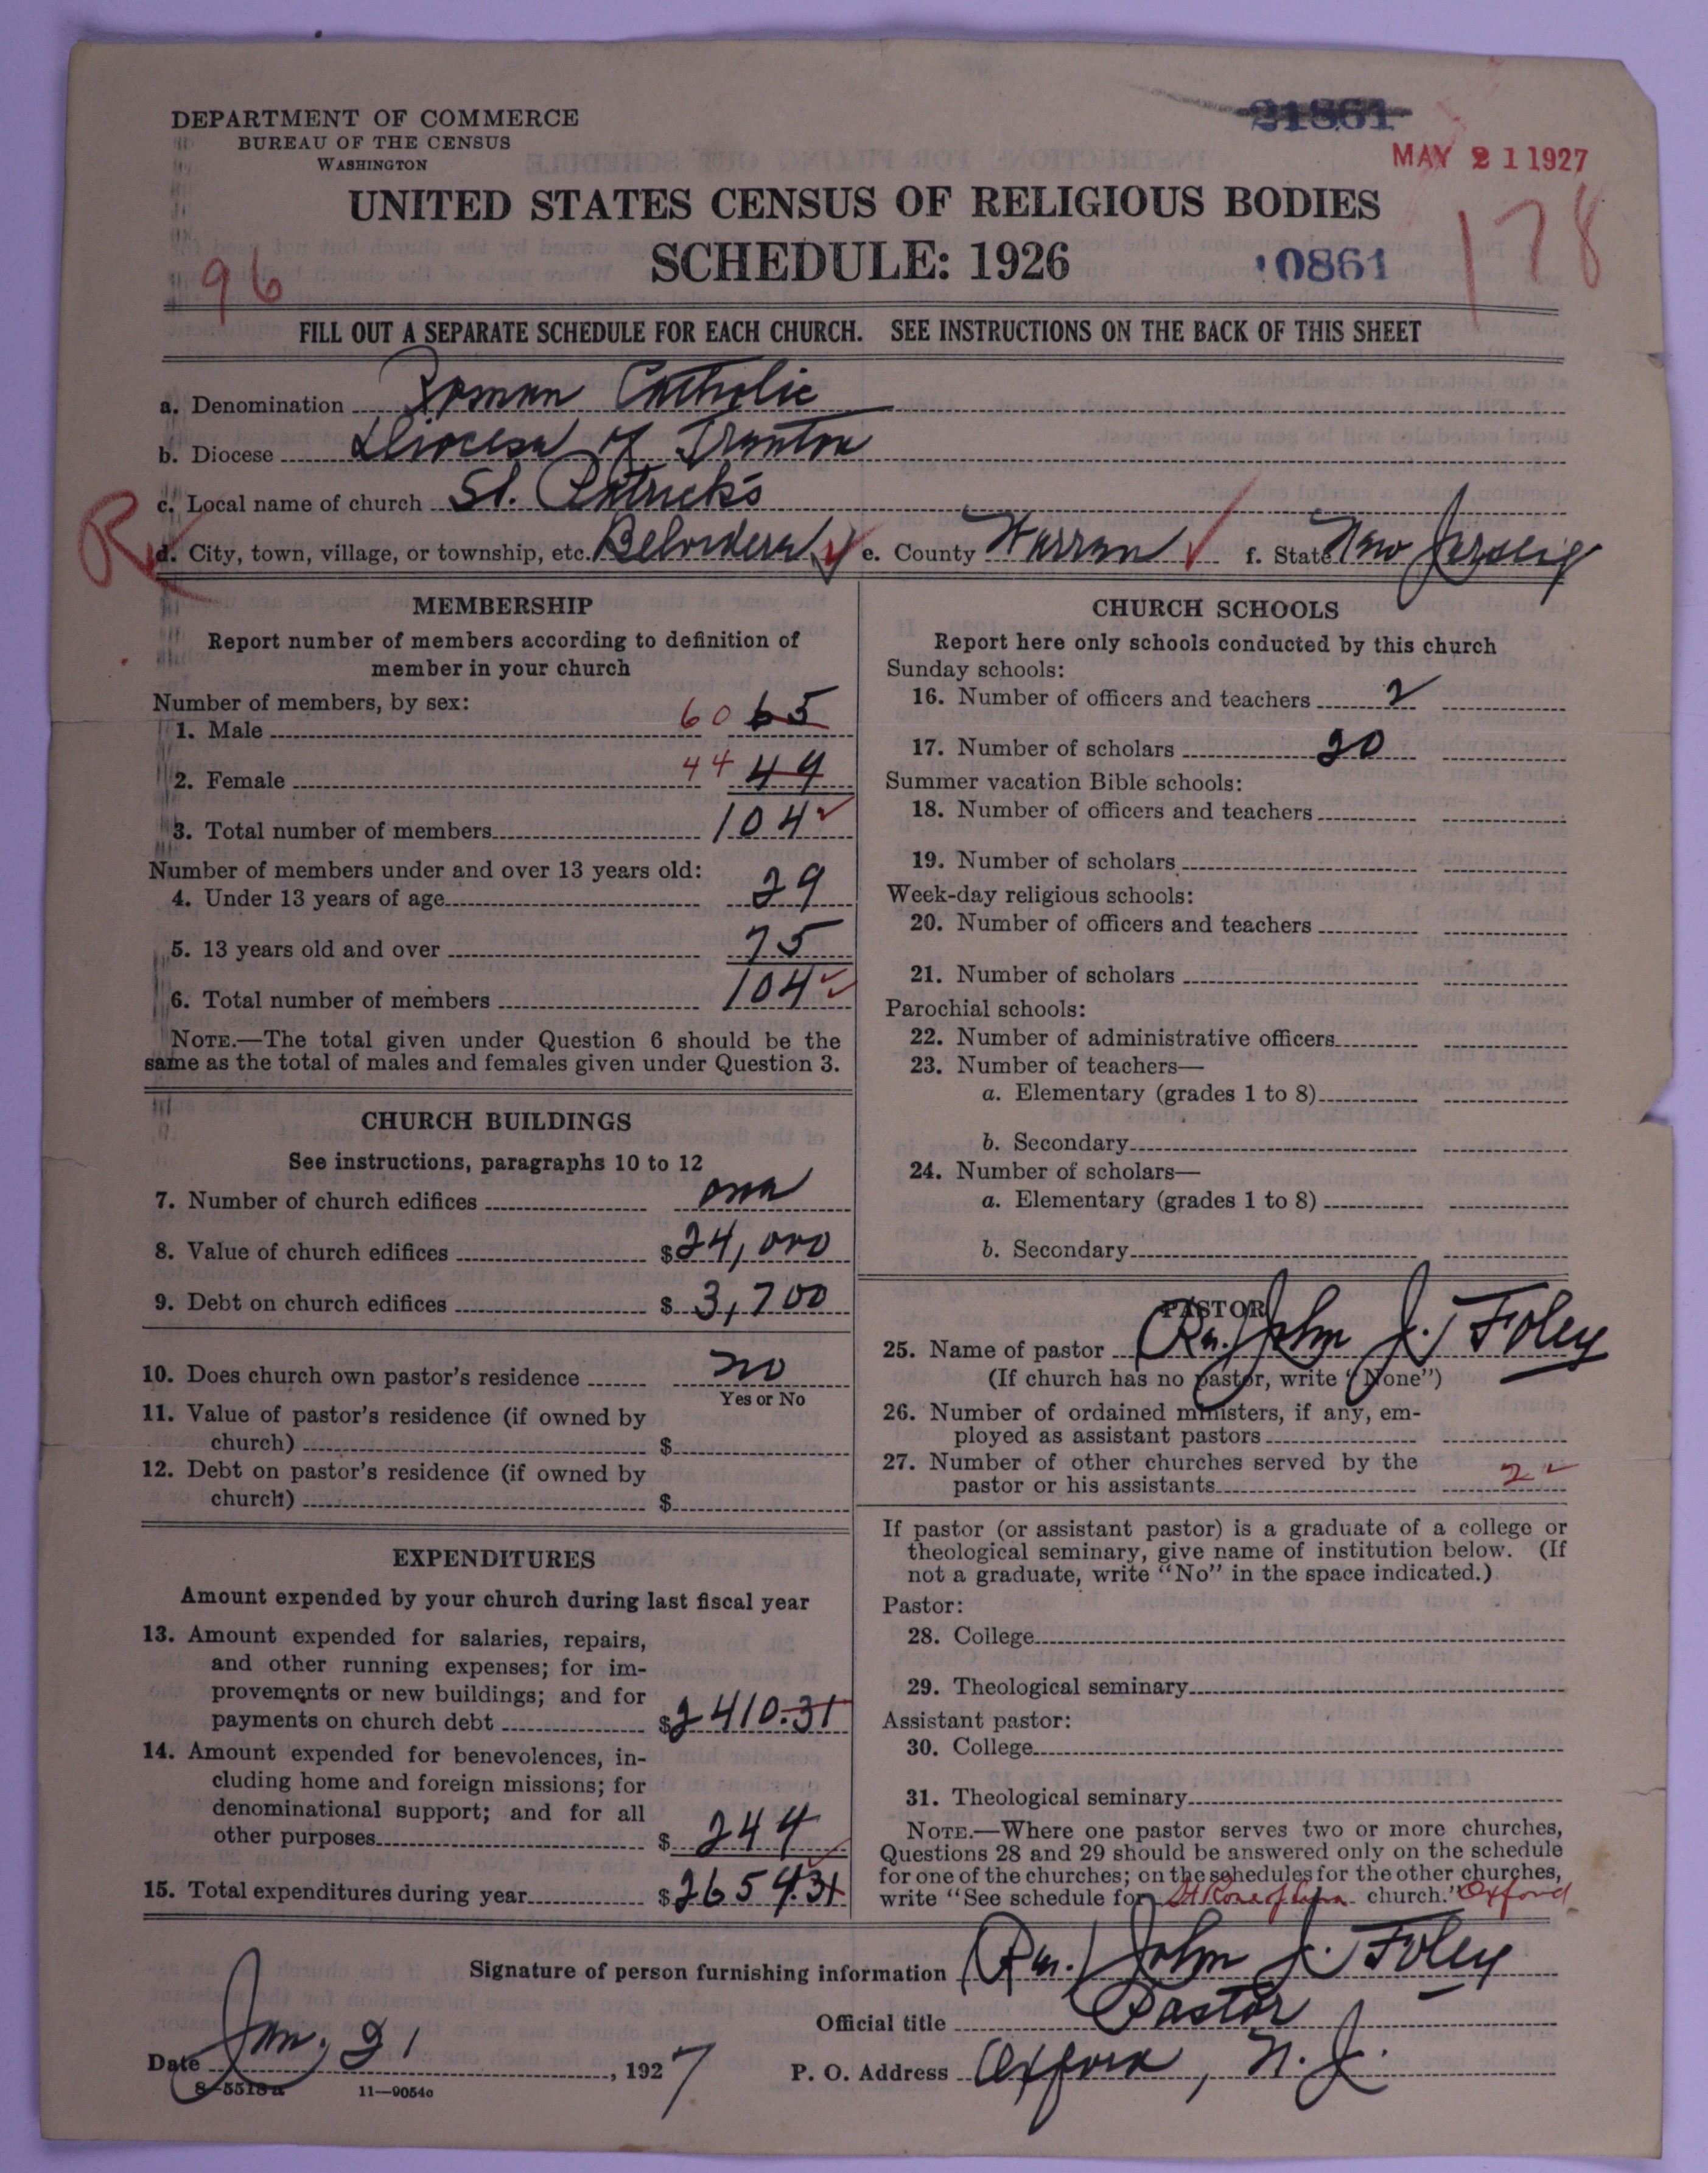 21861
DEPARTMENT OF COMMERCE
BUREAU OF THE CENSUS
WASHINGTON
MAY 21 1927
UNITED STATES CENSUS OF RELIGIOUS BODIES
SCHEDULE: 1926
0861
178
96
FILL OUT A SEPARATE SCHEDULE FOR EACH CHURCH. SEE INSTRUCTIONS ON THE BACK OF THIS SHEET
a. Denomination Roman Catholic
b. Diocese Diocese of Trenton
c. Local name of church St. Patrick's
R
d. City, town, village, or township, etc. Belvidere e. County Warren f. State New Jersey
MEMBERSHIP
Report number of members according to definition of
member in your church
Number of members, by sex:
1. Male 60 65
2. Female 44 49
3. Total number of members 104
Number of members under and over 13 years old:
4. Under 13 years of age 29
5. 13 years old and over 75
6. Total number of members 104
NOTE.—The total given under Question 6 should be the
same as the total of males and females given under Question 3.
CHURCH BUILDINGS
See instructions, paragraphs 10 to 12
7. Number of church edifices one
8. Value of church edifices $24,000
9. Debt on church edifices $3,700
10. Does church own pastor's residence no
Yes or No
11. Value of pastor's residence (if owned by
church) $
12. Debt on pastor's residence (if owned by
church) $
EXPENDITURES
Amount expended by your church during last fiscal year
13. Amount expended for salaries, repairs,
and other running expenses; for im-
provements or new buildings; and for
payments on church debt $2410.31
14. Amount expended for benevolences, in-
cluding home and foreign missions; for
denominational support; and for all
other purposes $244
15. Total expenditures during year $2654.31
CHURCH SCHOOLS
Report here only schools conducted by this church
Sunday schools:
16. Number of officers and teachers 2
17. Number of scholars 20
Summer vacation Bible schools:
18. Number of officers and teachers
19. Number of scholars
Week-day religious schools:
20. Number of officers and teachers
21. Number of scholars
Parochial schools:
22. Number of administrative officers
23. Number of teachers—
a. Elementary (grades 1 to 8)
b. Secondary
24. Number of scholars—
a. Elementary (grades 1 to 8)
b. Secondary
PASTOR
25. Name of pastor (Rev.) John J. Foley
(If church has no pastor, write "None")
26. Number of ordained ministers, if any, em-
ployed as assistant pastors
27. Number of other churches served by the
pastor or his assistants 2
If pastor (or assistant pastor) is a graduate of a college or
theological seminary, give name of institution below. (If
not a graduate, write "No" in the space indicated.)
Pastor:
28. College
29. Theological seminary
Assistant pastor:
30. College
31. Theological seminary
NOTE.—Where one pastor serves two or more churches,
Questions 28 and 29 should be answered only on the schedule
for one of the churches; on the schedules for the other churches,
write "See schedule for St Rose of Lima church." Oxford
Signature of person furnishing information (Rev.) John J. Foley
Official title Pastor
Date Jan. 21, 1927 P. O. Address Oxford, N. J.
8-5518a 11—9054c